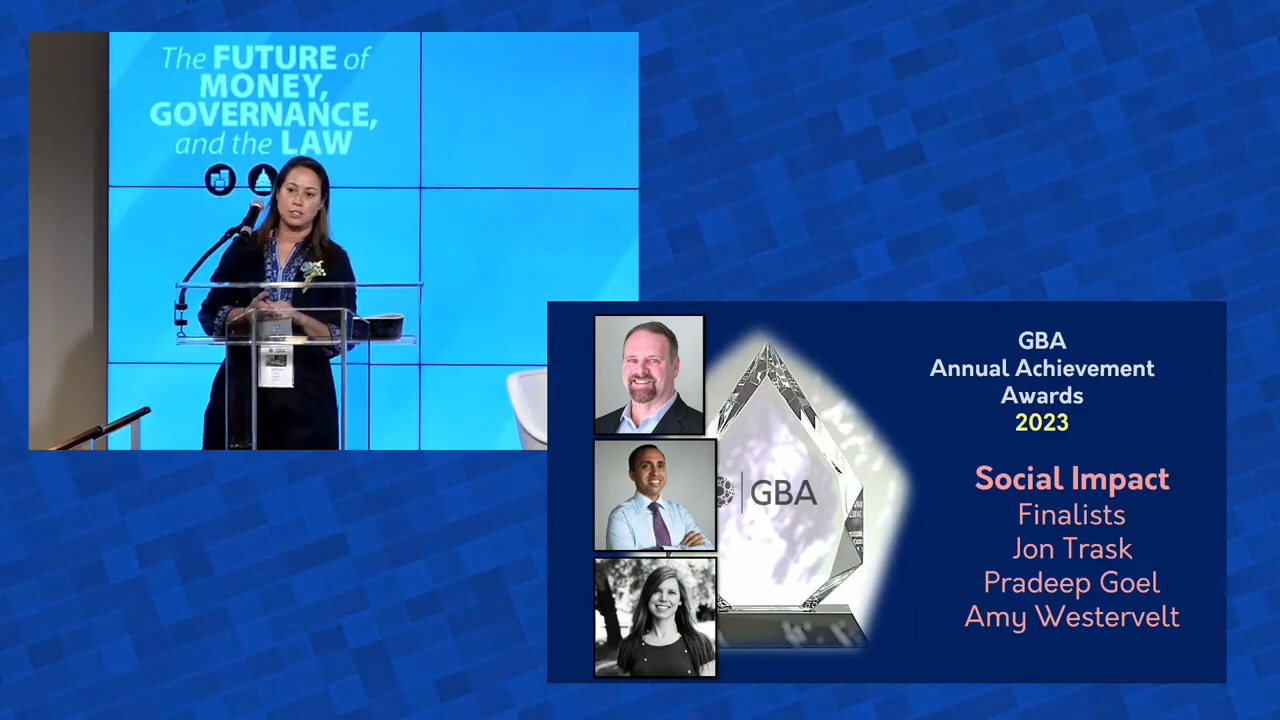 The FUTURE of
MONEY,
GOVERNANCE,
and the LAW
GBA
Annual Achievement
Awards
2023
GBA
Social Impact
Finalists
Jon Trask
Pradeep Goel
Amy Westervelt